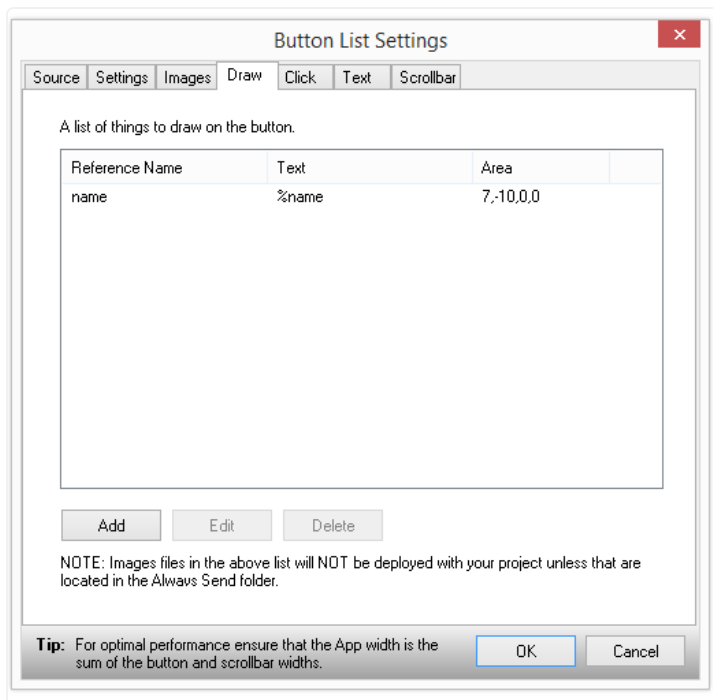 Button List Settings
Source Settings Images Draw Click Text Scrollbar
A list of things to draw on the button.
Reference Name Text Area
name %name 7,-10,0,0
Add Edit Delete
NOTE: Images files in the above list will NOT be deployed with your project unless that are
located in the Always Send folder.
Tip: For optimal performance ensure that the App width is the
sum of the button and scrollbar widths.
OK Cancel